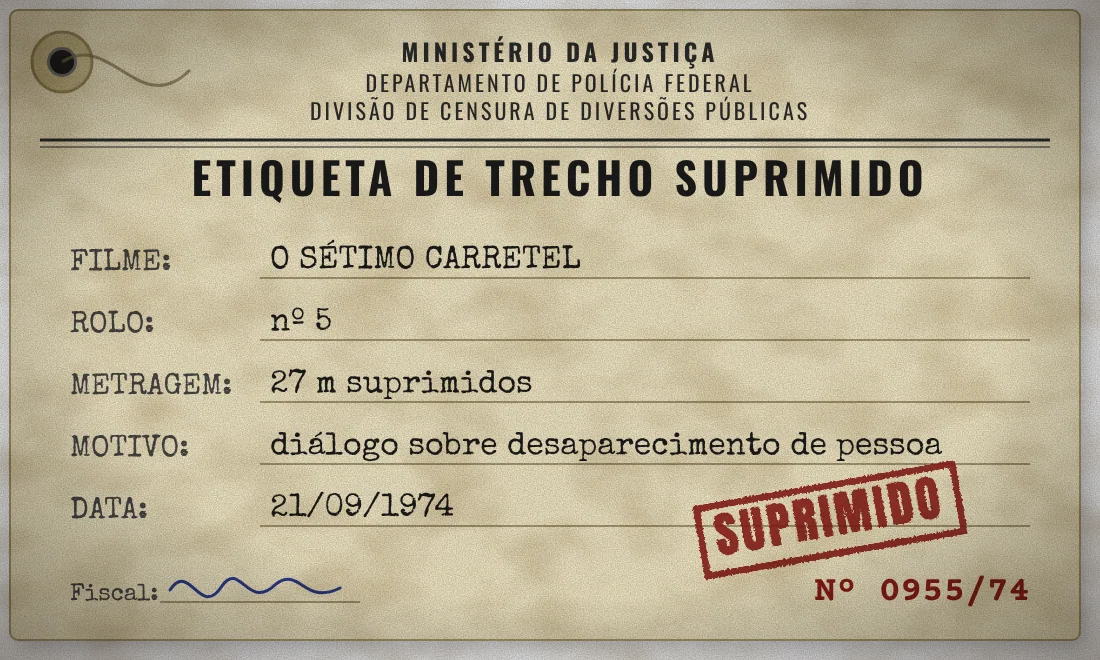 MINISTÉRIO DA JUSTIÇA
DEPARTAMENTO DE POLÍCIA FEDERAL
DIVISÃO DE CENSURA DE DIVERSÕES PÚBLICAS
ETIQUETA DE TRECHO SUPRIMIDO
FILME: O SÉTIMO CARRETEL
ROLO: nº 5
METRAGEM: 27 m suprimidos
MOTIVO: diálogo sobre desaparecimento de pessoa
DATA: 21/09/1974
SUPRIMIDO
Fiscal:
Nº 0955/74